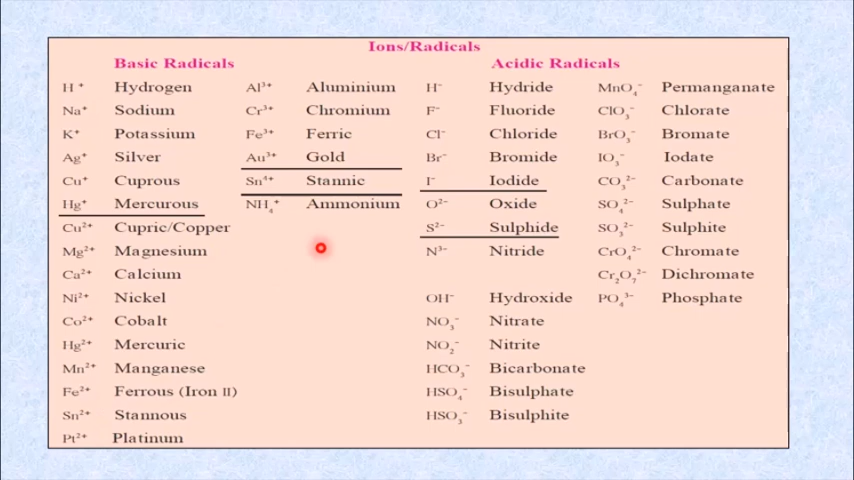 Ions/Radicals
Basic Radicals Acidic Radicals
H⁺ Hydrogen Al³⁺ Aluminium H⁻ Hydride MnO₄⁻ Permanganate
Na⁺ Sodium Cr³⁺ Chromium F⁻ Fluoride ClO₃⁻ Chlorate
K⁺ Potassium Fe³⁺ Ferric Cl⁻ Chloride BrO₃⁻ Bromate
Ag⁺ Silver Au³⁺ Gold Br⁻ Bromide IO₃⁻ Iodate
Cu⁺ Cuprous Sn⁴⁺ Stannic I⁻ Iodide CO₃²⁻ Carbonate
Hg⁺ Mercurous NH₄⁺ Ammonium O²⁻ Oxide SO₄²⁻ Sulphate
Cu²⁺ Cupric/Copper S²⁻ Sulphide SO₃²⁻ Sulphite
Mg²⁺ Magnesium N³⁻ Nitride CrO₄²⁻ Chromate
Ca²⁺ Calcium Cr₂O₇²⁻ Dichromate
Ni²⁺ Nickel OH⁻ Hydroxide PO₄³⁻ Phosphate
Co²⁺ Cobalt NO₃⁻ Nitrate
Hg²⁺ Mercuric NO₂⁻ Nitrite
Mn²⁺ Manganese HCO₃⁻ Bicarbonate
Fe²⁺ Ferrous (Iron II) HSO₄⁻ Bisulphate
Sn²⁺ Stannous HSO₃⁻ Bisulphite
Pt²⁺ Platinum